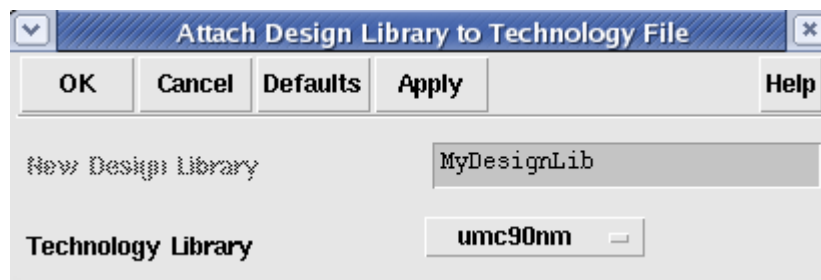 Attach Design Library to Technology File
OK Cancel Defaults Apply Help
New Design Library MyDesignLib
Technology Library umc90nm